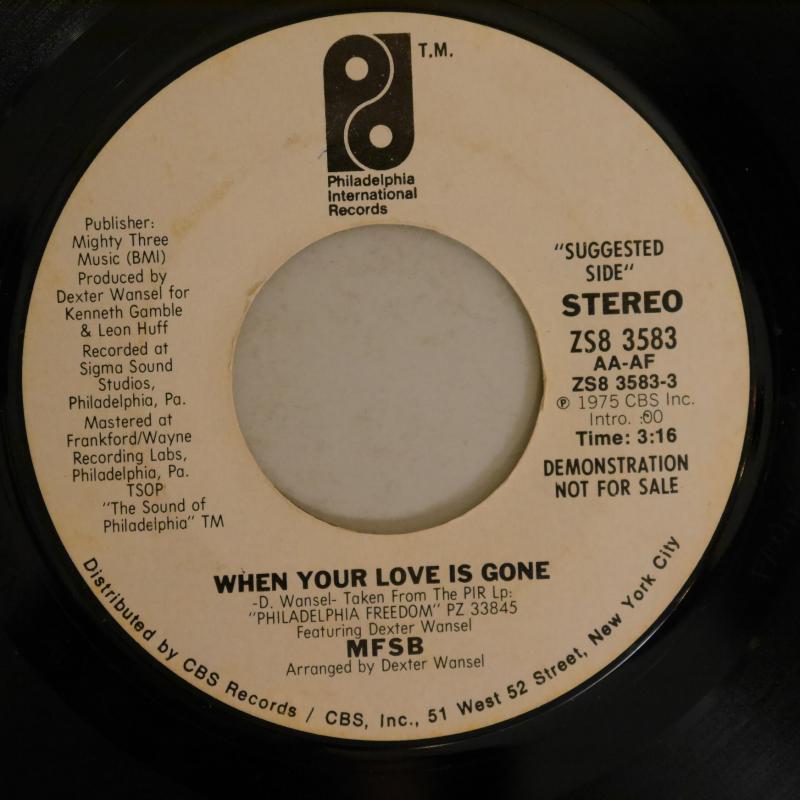 T.M.
Philadelphia
International
Records
Publisher:
Mighty Three
Music (BMI)
Produced by
Dexter Wansel for
Kenneth Gamble
& Leon Huff
Recorded at
Sigma Sound
Studios,
Philadelphia, Pa.
Mastered at
Frankford/Wayne
Recording Labs,
Philadelphia, Pa.
TSOP
"The Sound of
Philadelphia" TM
"SUGGESTED
SIDE"
STEREO
ZS8 3583
AA-AF
ZS8 3583-3
℗ 1975 CBS Inc.
Intro. :00
Time: 3:16
DEMONSTRATION
NOT FOR SALE
WHEN YOUR LOVE IS GONE
-D. Wansel- Taken From The PIR Lp:
"PHILADELPHIA FREEDOM" PZ 33845
Featuring Dexter Wansel
MFSB
Arranged by Dexter Wansel
Distributed by CBS Records / CBS, Inc., 51 West 52 Street, New York City